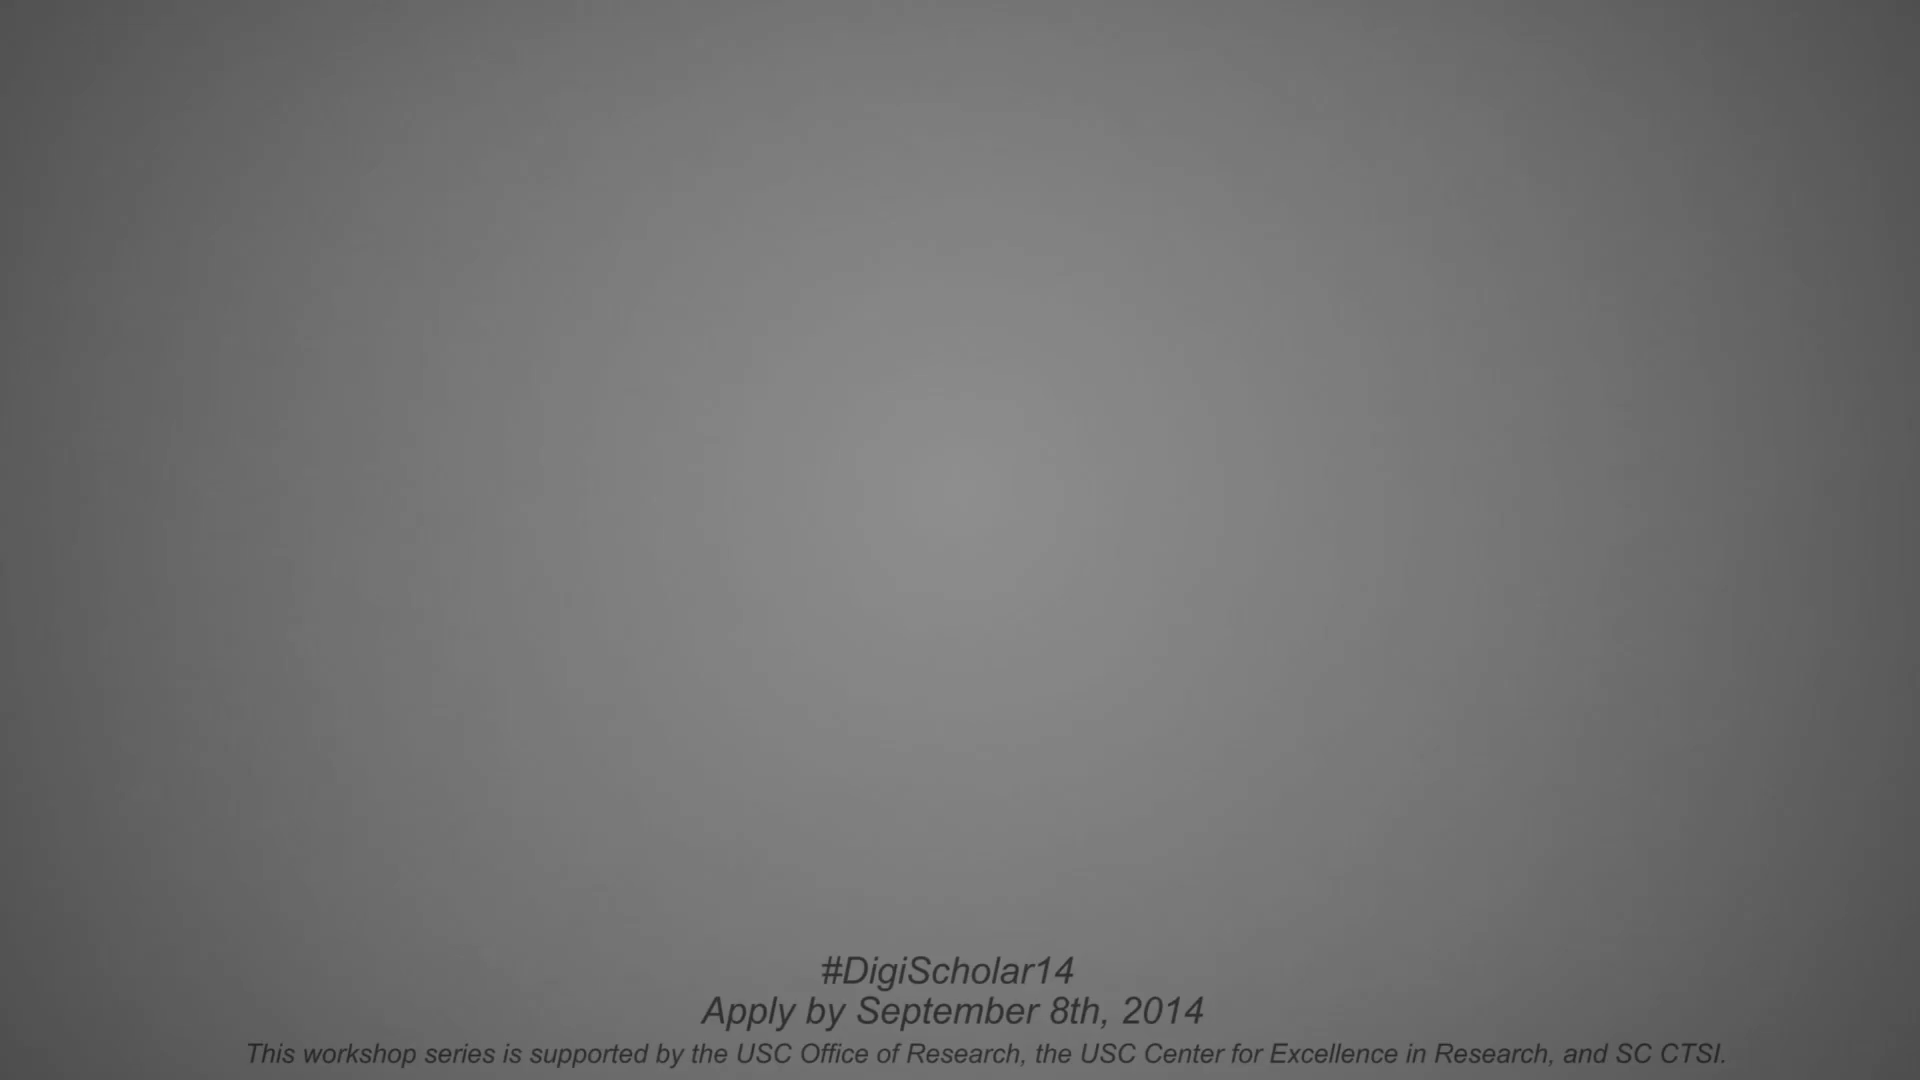 #DigiScholar14
Apply by September 8th, 2014
This workshop series is supported by the USC Office of Research, the USC Center for Excellence in Research, and SC CTSI.